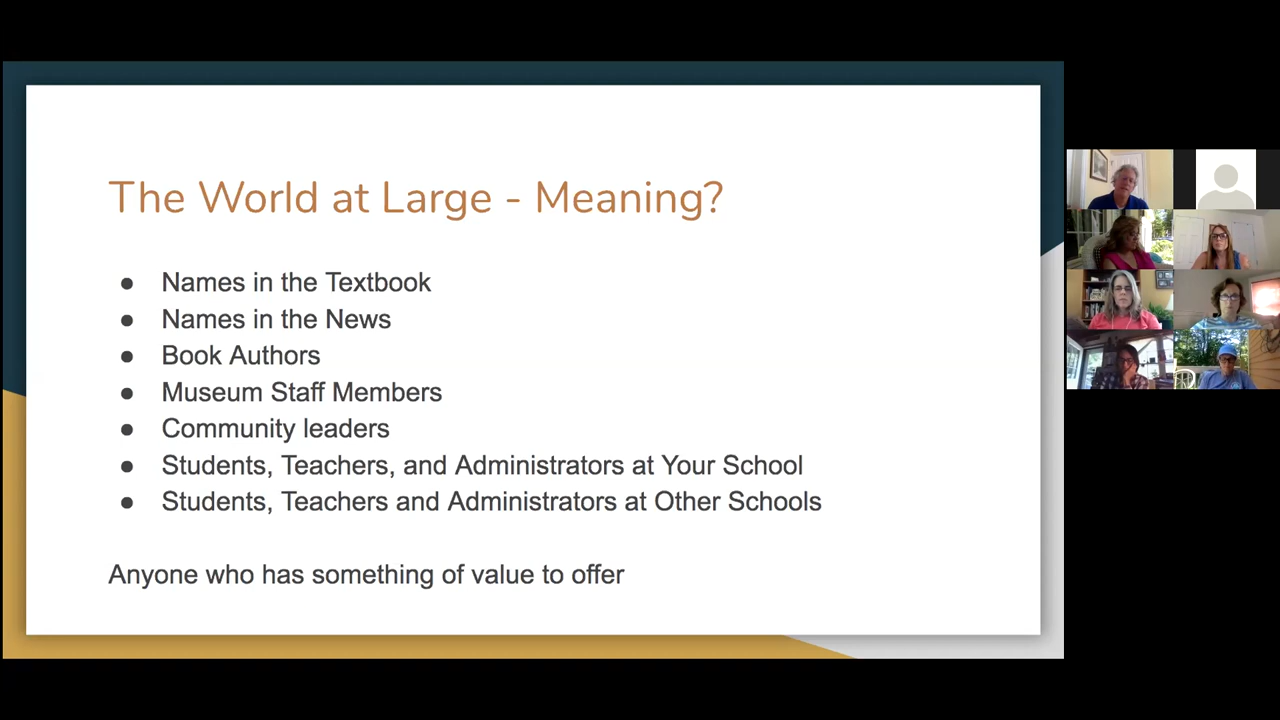 The World at Large - Meaning?
● Names in the Textbook
● Names in the News
● Book Authors
● Museum Staff Members
● Community leaders
● Students, Teachers, and Administrators at Your School
● Students, Teachers and Administrators at Other Schools
Anyone who has something of value to offer